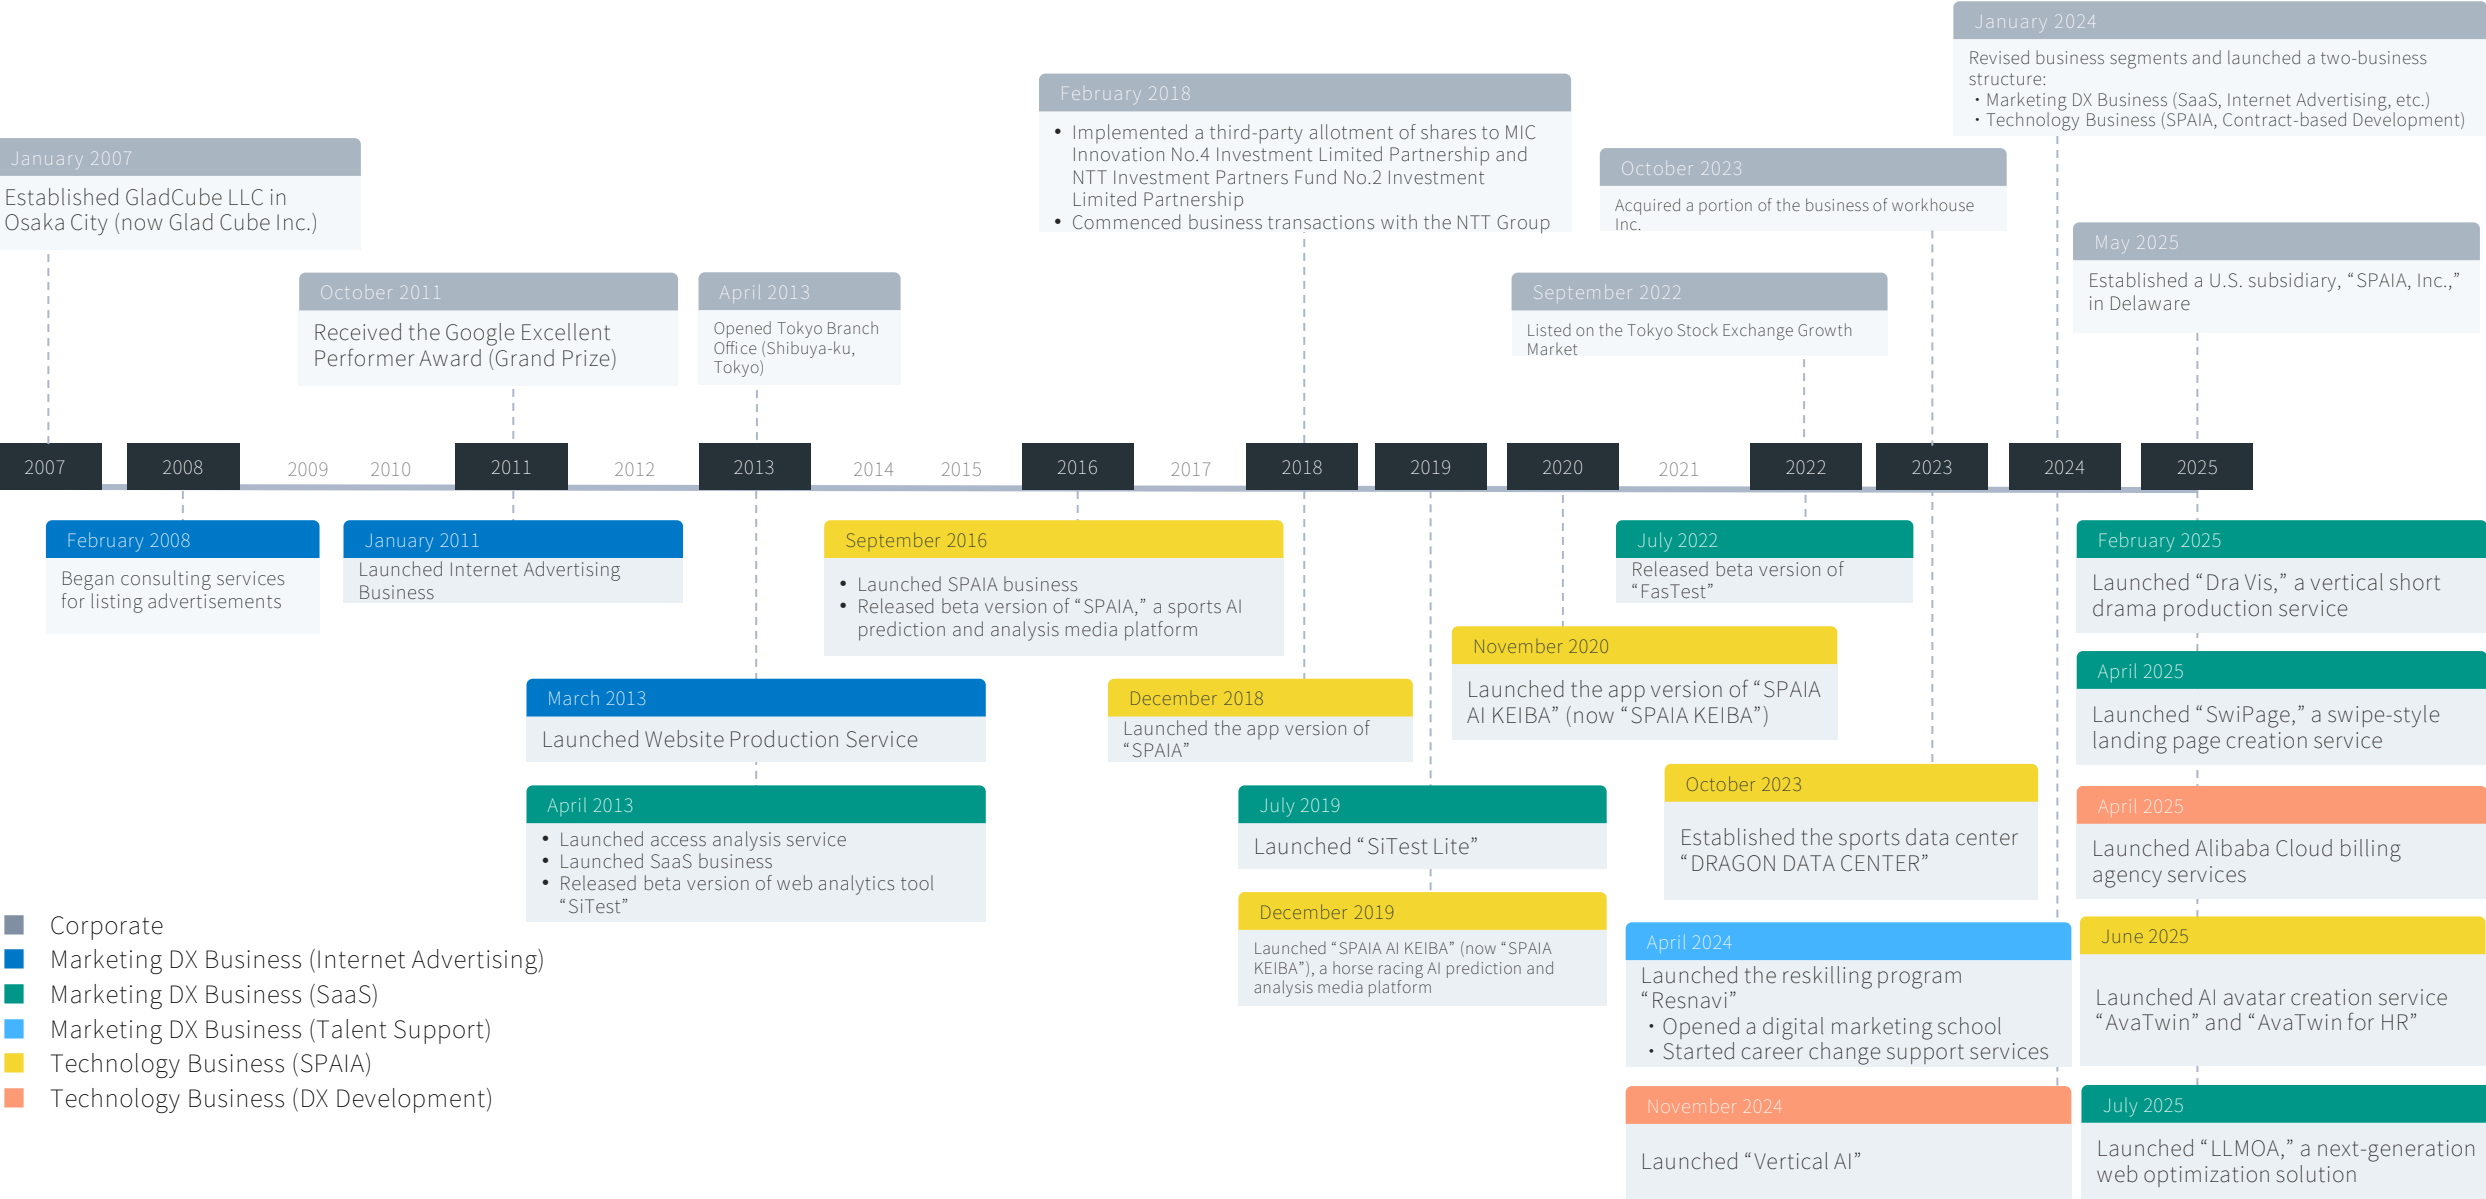 January 2024
Revised business segments and launched a two-business
structure:
・Marketing DX Business (SaaS, Internet Advertising, etc.)
・Technology Business (SPAIA, Contract-based Development)
February 2018
• Implemented a third-party allotment of shares to MIC
Innovation No.4 Investment Limited Partnership and
NTT Investment Partners Fund No.2 Investment
Limited Partnership
• Commenced business transactions with the NTT Group
January 2007
Established GladCube LLC in
Osaka City (now Glad Cube Inc.)
October 2023
Acquired a portion of the business of workhouse
Inc.
May 2025
Established a U.S. subsidiary, “SPAIA, Inc.,”
in Delaware
October 2011
Received the Google Excellent
Performer Award (Grand Prize)
April 2013
Opened Tokyo Branch
Office (Shibuya-ku,
Tokyo)
September 2022
Listed on the Tokyo Stock Exchange Growth
Market
2007 2008 2009 2010 2011 2012 2013 2014 2015 2016 2017 2018 2019 2020 2021 2022 2023 2024 2025
February 2008
Began consulting services
for listing advertisements
January 2011
Launched Internet Advertising
Business
September 2016
• Launched SPAIA business
• Released beta version of “SPAIA,” a sports AI
prediction and analysis media platform
July 2022
Released beta version of
“FasTest”
February 2025
Launched “Dra Vis,” a vertical short
drama production service
November 2020
Launched the app version of “SPAIA
AI KEIBA” (now “SPAIA KEIBA”)
April 2025
Launched “SwiPage,” a swipe-style
landing page creation service
March 2013
Launched Website Production Service
December 2018
Launched the app version of
“SPAIA”
October 2023
Established the sports data center
“DRAGON DATA CENTER”
April 2013
• Launched access analysis service
• Launched SaaS business
• Released beta version of web analytics tool
“SiTest”
July 2019
Launched “SiTest Lite”
April 2025
Launched Alibaba Cloud billing
agency services
December 2019
Launched “SPAIA AI KEIBA” (now “SPAIA
KEIBA”), a horse racing AI prediction and
analysis media platform
April 2024
Launched the reskilling program
“Resnavi”
・Opened a digital marketing school
・Started career change support services
June 2025
Launched AI avatar creation service
“AvaTwin” and “AvaTwin for HR”
November 2024
Launched “Vertical AI”
July 2025
Launched “LLMOA,” a next-generation
web optimization solution
Corporate
Marketing DX Business (Internet Advertising)
Marketing DX Business (SaaS)
Marketing DX Business (Talent Support)
Technology Business (SPAIA)
Technology Business (DX Development)